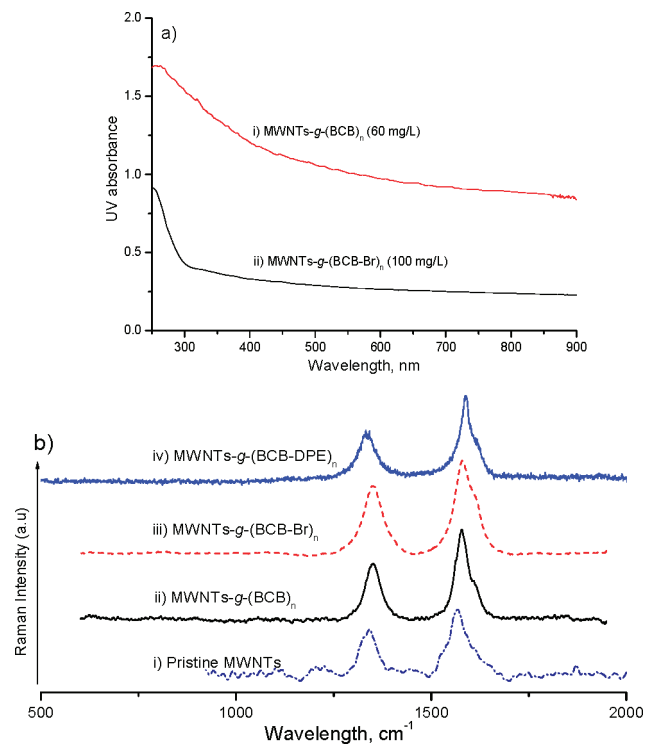 a)
UV absorbance
2.0
1.5
1.0
0.5
0.0
i) MWNTs-g-(BCB)n (60 mg/L)
ii) MWNTs-g-(BCB-Br)n (100 mg/L)
300 400 500 600 700 800 900
Wavelength, nm
b)
Raman Intensity (a.u)
iv) MWNTs-g-(BCB-DPE)n
iii) MWNTs-g-(BCB-Br)n
ii) MWNTs-g-(BCB)n
i) Pristine MWNTs
500 1000 1500 2000
Wavelength, cm-1